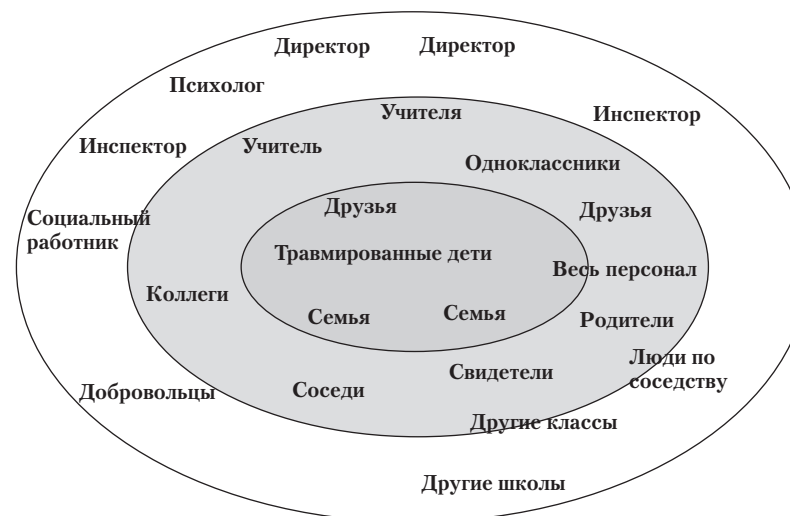 Директор
Директор
Психолог
Учителя
Инспектор
Инспектор
Учитель
Одноклассники
Друзья
Друзья
Социальный
работник
Травмированные дети
Весь персонал
Коллеги
Семья
Семья
Родители
Люди по
соседству
Свидетели
Соседи
Добровольцы
Другие классы
Другие школы